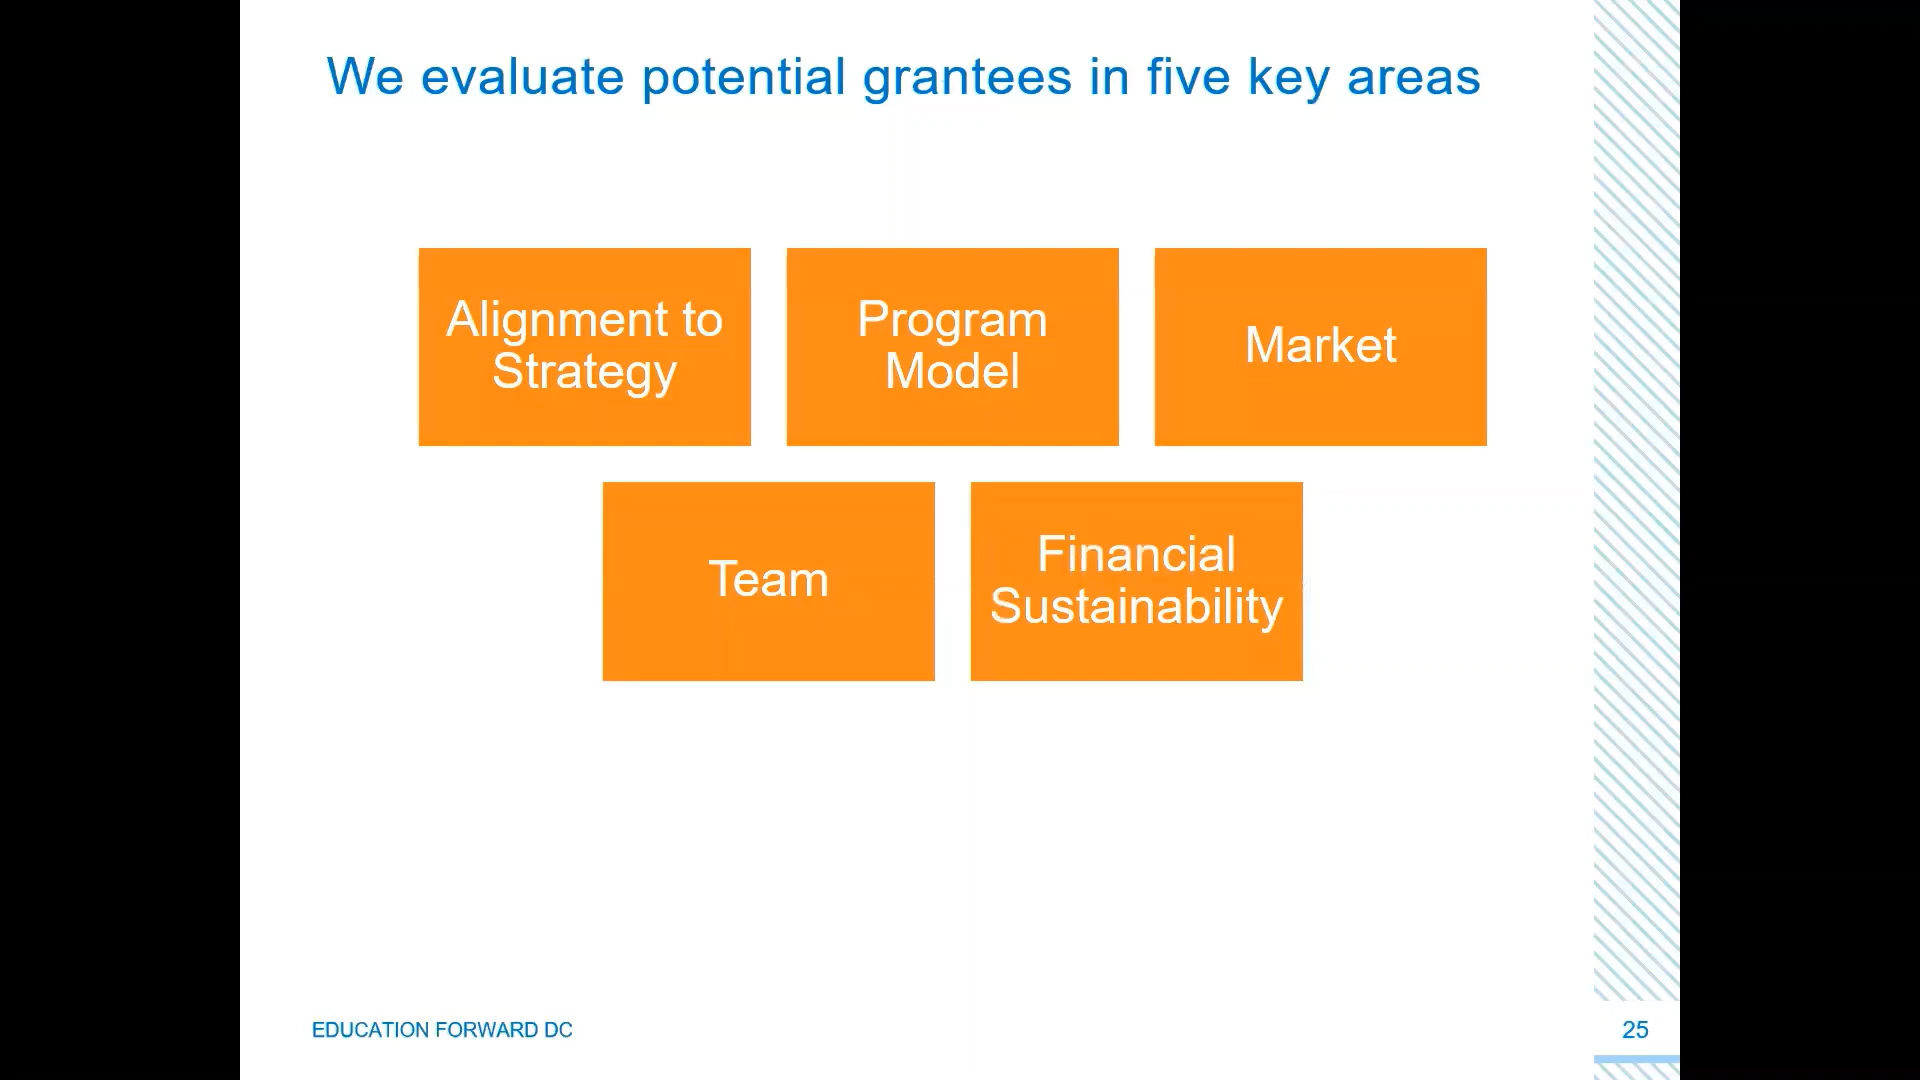 We evaluate potential grantees in five key areas
Alignment to
Strategy
Program
Model
Market
Team
Financial
Sustainability
EDUCATION FORWARD DC
25